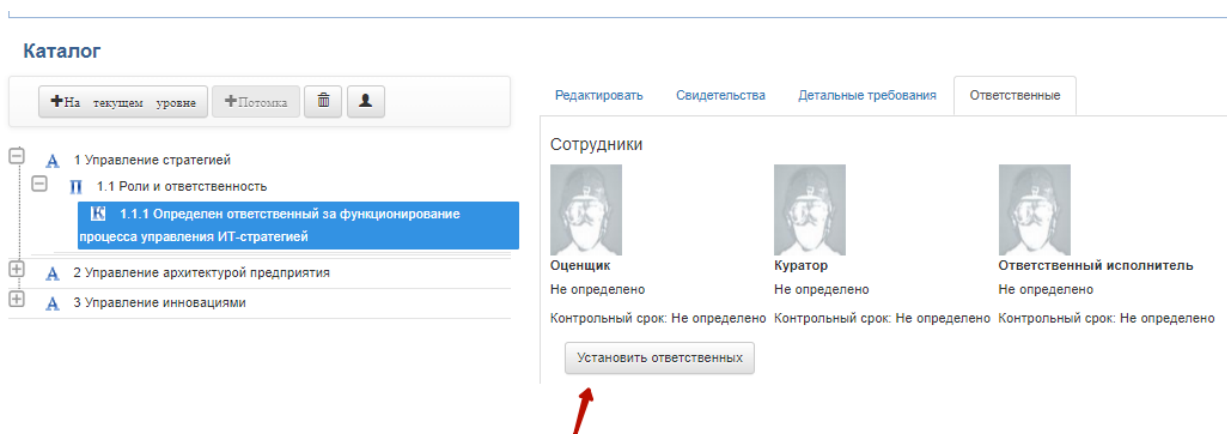 Каталог
+На текущем уровне +Потомка
Редактировать Свидетельства Детальные требования Ответственные
Сотрудники
А 1 Управление стратегией
П 1.1 Роли и ответственность
К 1.1.1 Определен ответственный за функционирование
процесса управления ИТ-стратегией
А 2 Управление архитектурой предприятия
А 3 Управление инновациями
Оценщик Куратор Ответственный исполнитель
Не определено Не определено Не определено
Контрольный срок: Не определено Контрольный срок: Не определено Контрольный срок: Не определено
Установить ответственных